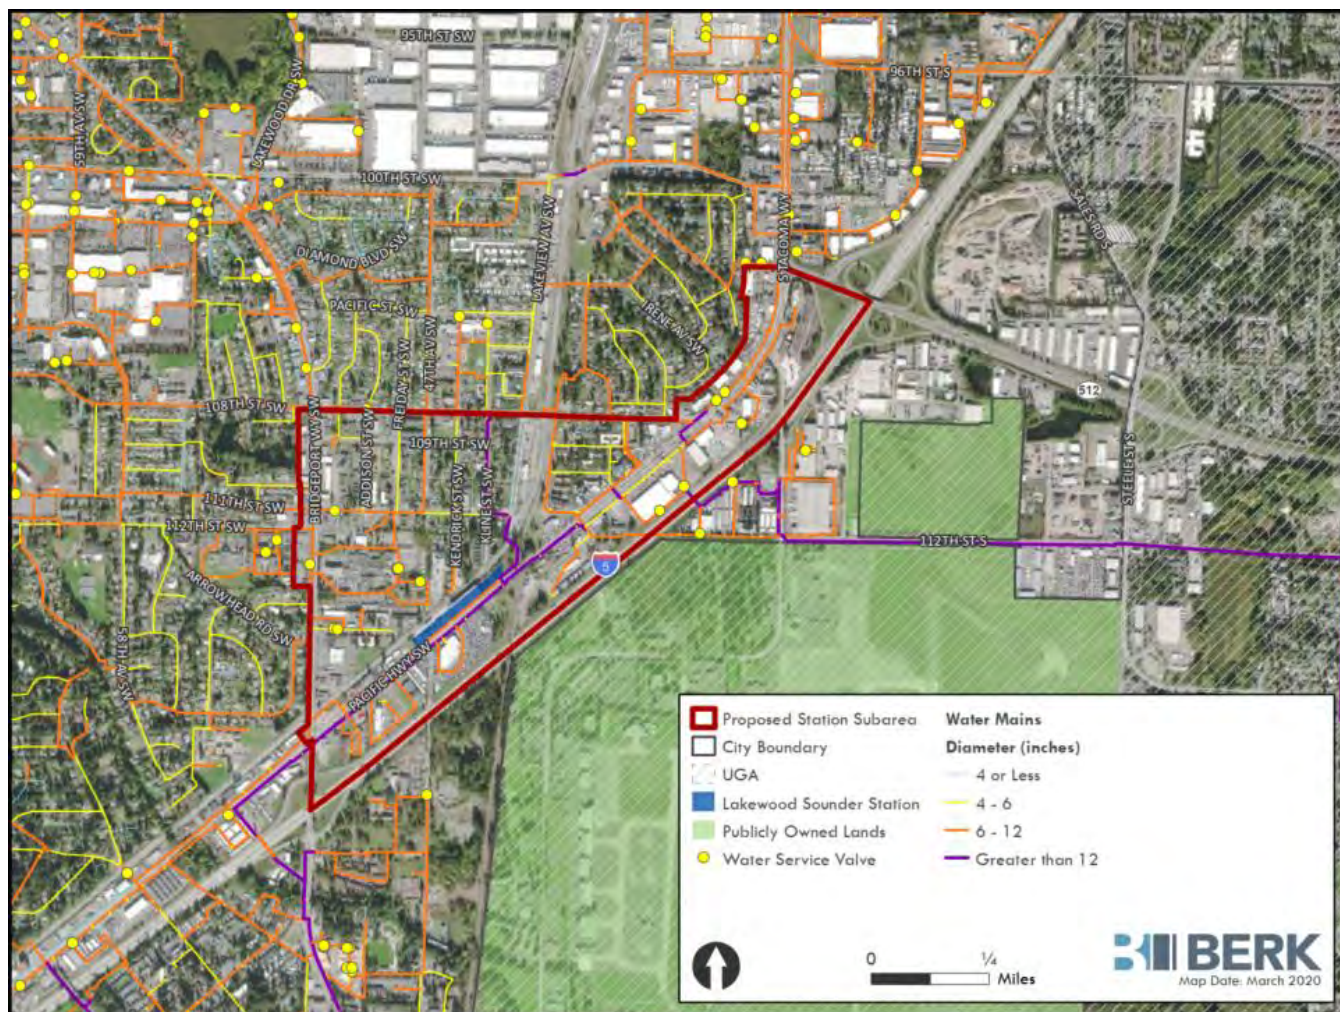 95TH ST SW
96TH ST S
59TH AV SW
LAKEWOOD DR SW
100TH ST SW
STACOMA WY
SALES RD S
LAKEVIEW AV SW
DIAMOND BLVD SW
PACIFIC ST SW
IRENE AV SW
47TH AV SW
FREIDAY ST SW
512
108TH ST SW
BRIDGEPORT WY SW
ADDISON ST SW
109TH ST SW
KENDRICK ST SW
KLINE ST SW
STEELE ST S
111TH ST SW
112TH ST SW
112TH ST S
5
ARROWHEAD RD SW
58TH AV SW
PACIFIC HWY SW
Proposed Station Subarea
City Boundary
UGA
Lakewood Sounder Station
Publicly Owned Lands
Water Service Valve
Water Mains
Diameter (inches)
4 or Less
4 - 6
6 - 12
Greater than 12
0 ¼
Miles
BERK
Map Date: March 2020